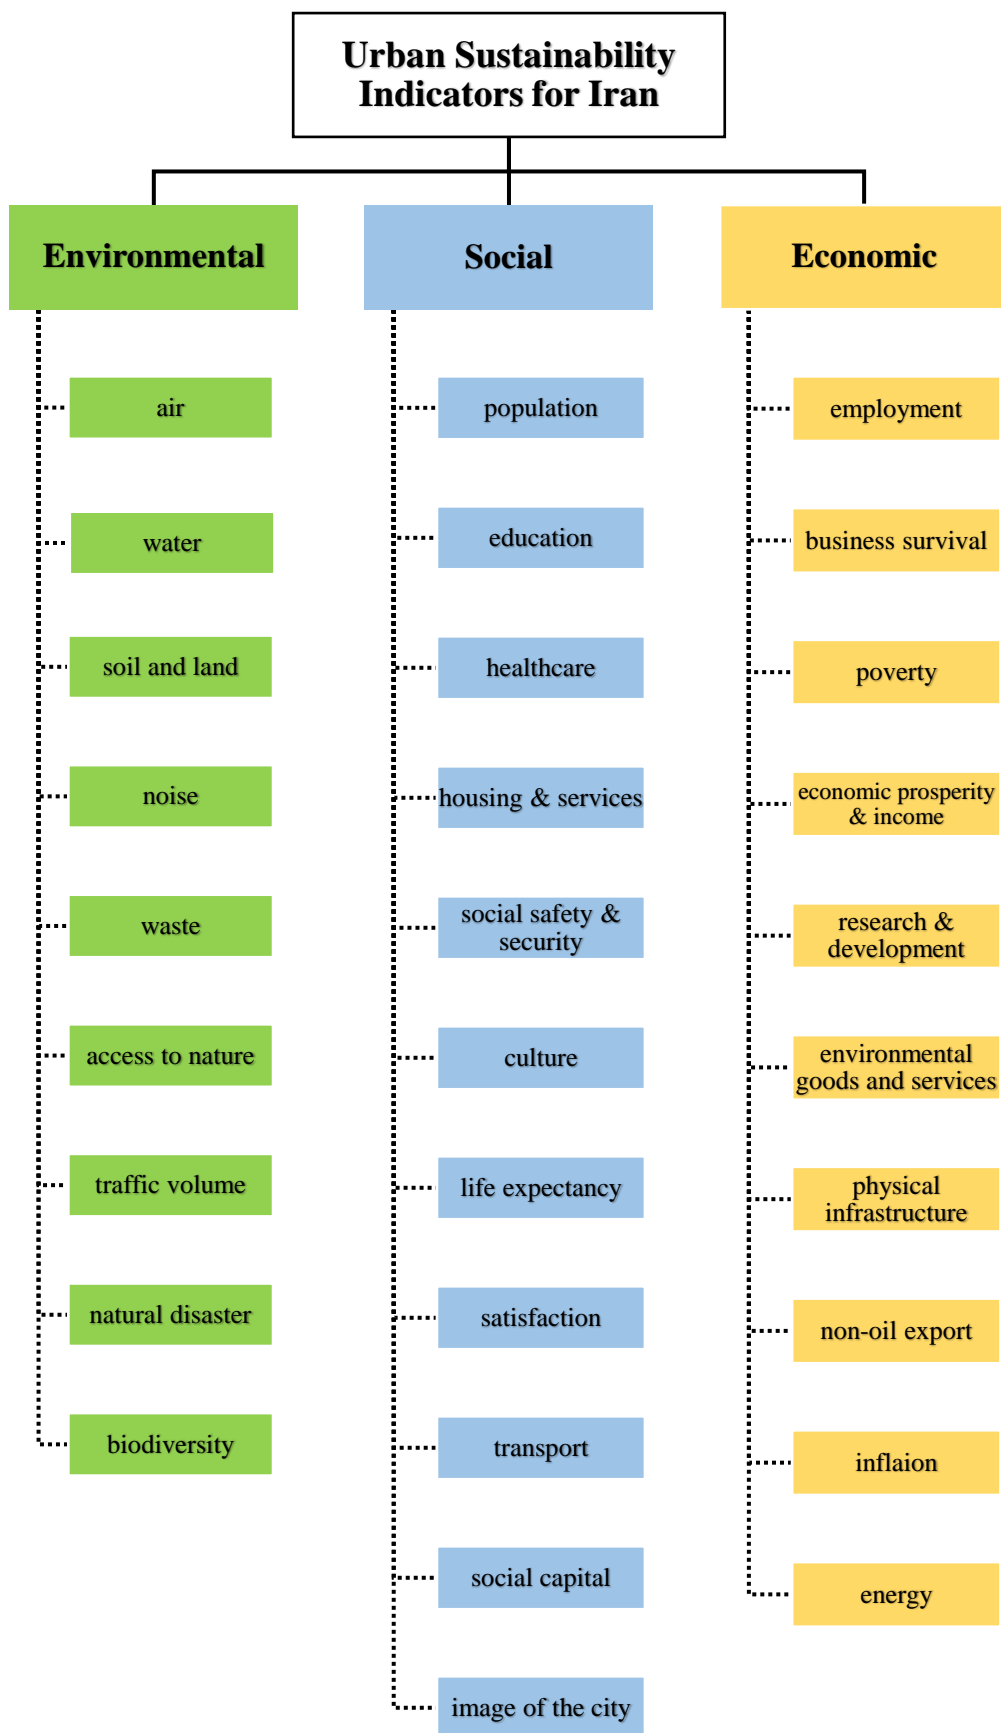 Urban Sustainability
Indicators for Iran
Environmental
air
water
soil and land
noise
waste
access to nature
traffic volume
natural disaster
biodiversity
Social
population
education
healthcare
housing & services
social safety &
security
culture
life expectancy
satisfaction
transport
social capital
image of the city
Economic
employment
business survival
poverty
economic prosperity
& income
research &
development
environmental
goods and services
physical
infrastructure
non-oil export
inflaion
energy